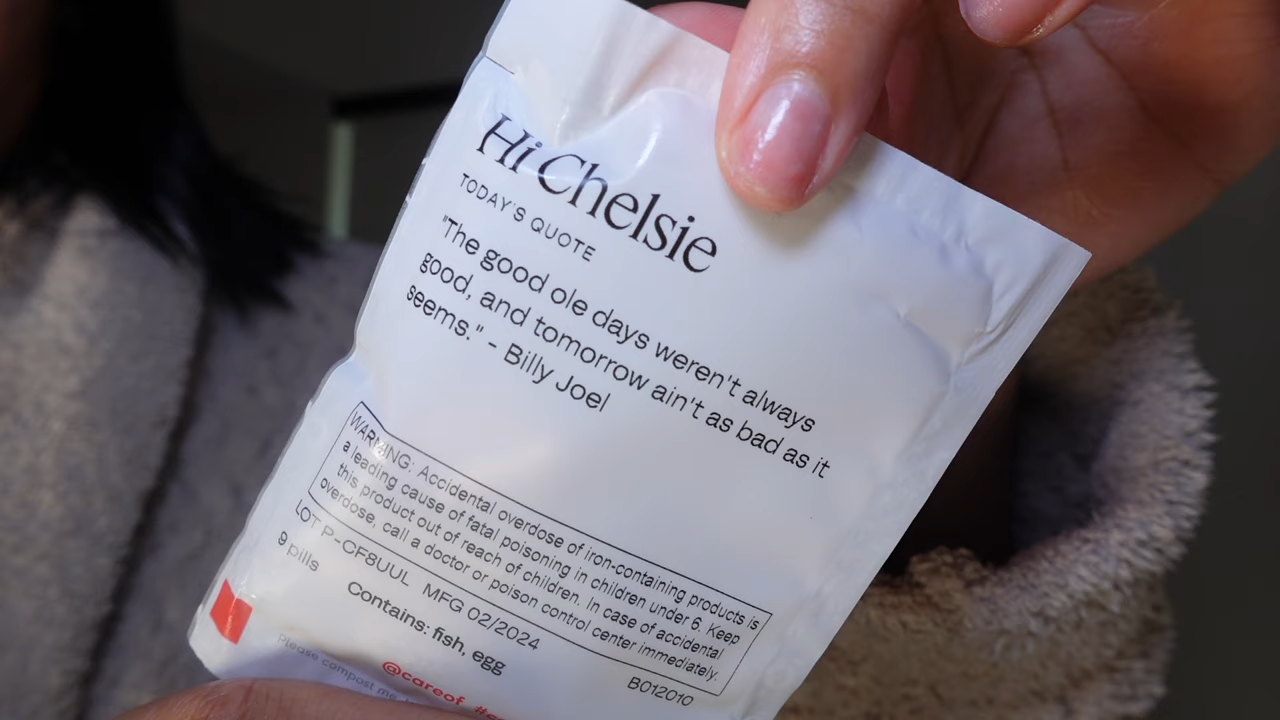 Hi Chelsie
TODAY'S QUOTE
"The good ole days weren't always
good, and tomorrow ain't as bad as it
seems." - Billy Joel
WARNING: Accidental overdose of iron-containing products is
a leading cause of fatal poisoning in children under 6. Keep
this product out of reach of children. In case of accidental
overdose, call a doctor or poison control center immediately.
LOT P-CF8UUL MFG 02/2024
9 pills
Contains: fish, egg
B012010
Please compost me
@careof